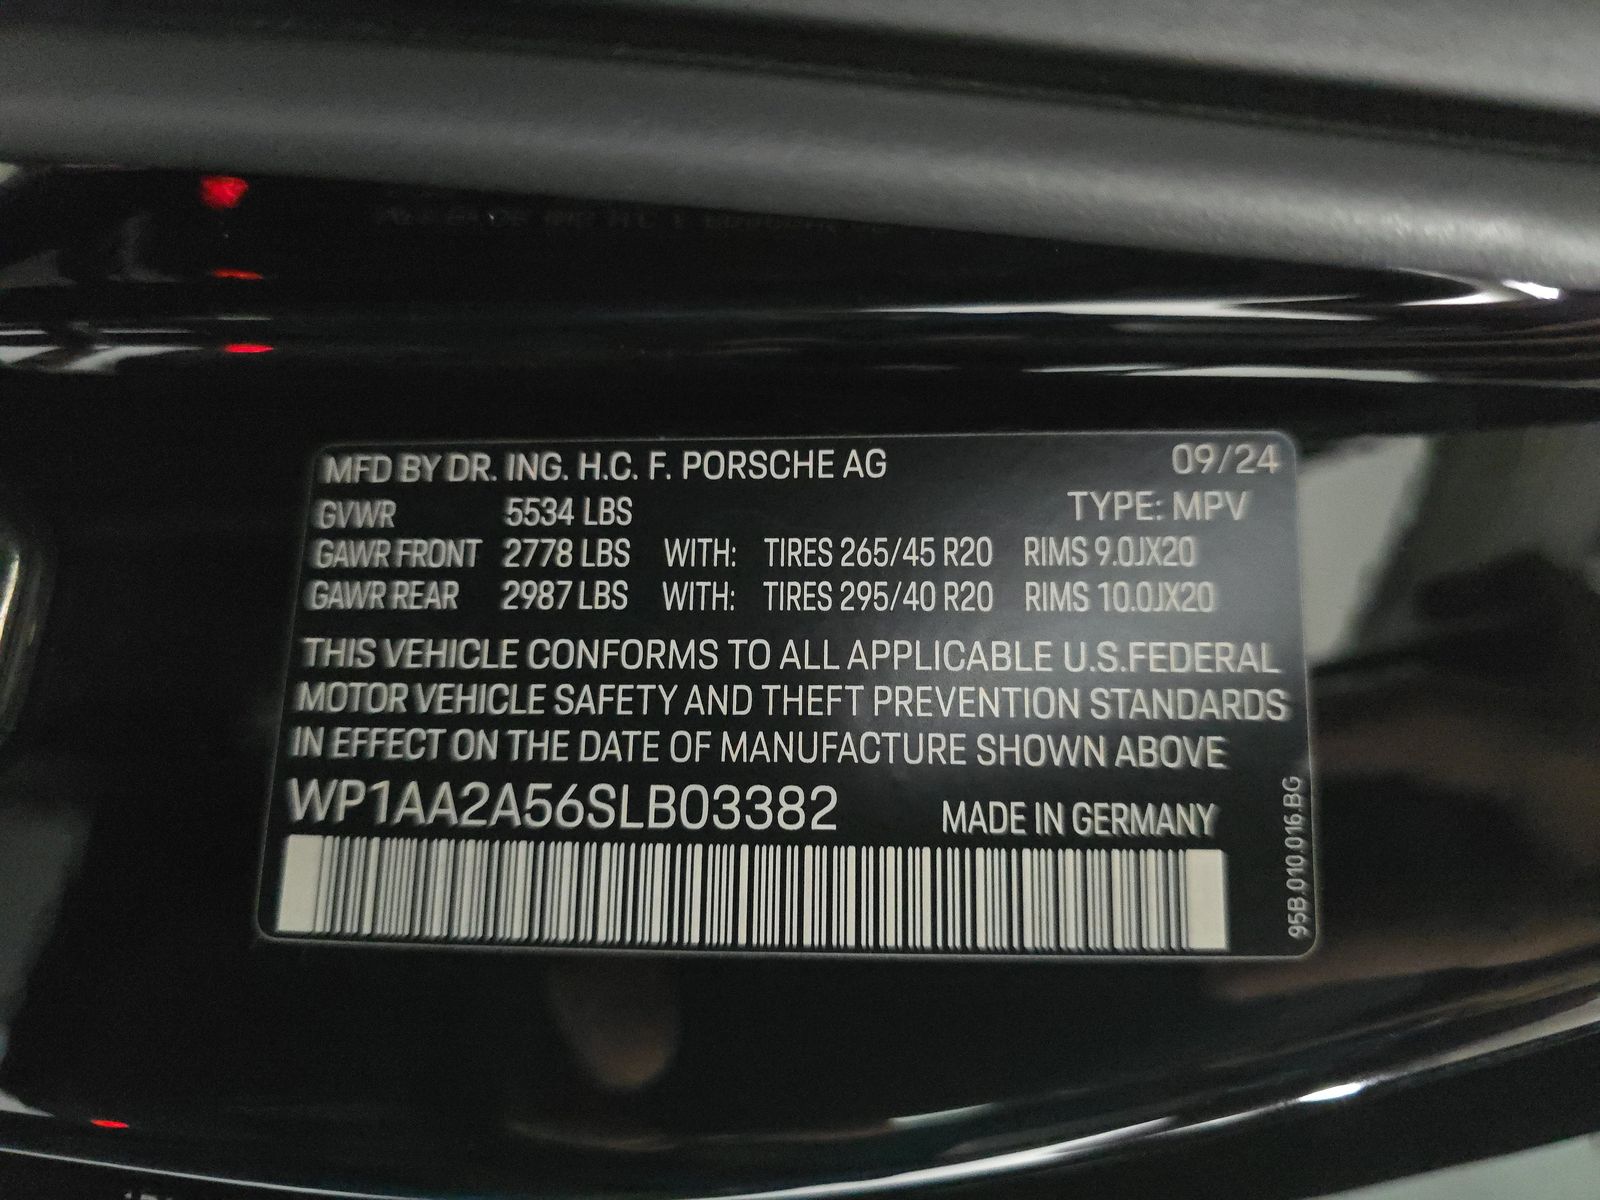 MFD BY DR. ING. H.C. F. PORSCHE AG 09/24
GVWR 5534 LBS TYPE: MPV
GAWR FRONT 2778 LBS WITH: TIRES 265/45 R20 RIMS 9.0JX20
GAWR REAR 2987 LBS WITH: TIRES 295/40 R20 RIMS 10.0JX20
THIS VEHICLE CONFORMS TO ALL APPLICABLE U.S.FEDERAL
MOTOR VEHICLE SAFETY AND THEFT PREVENTION STANDARDS
IN EFFECT ON THE DATE OF MANUFACTURE SHOWN ABOVE
WP1AA2A56SLB03382 MADE IN GERMANY
95B.010.016.BG